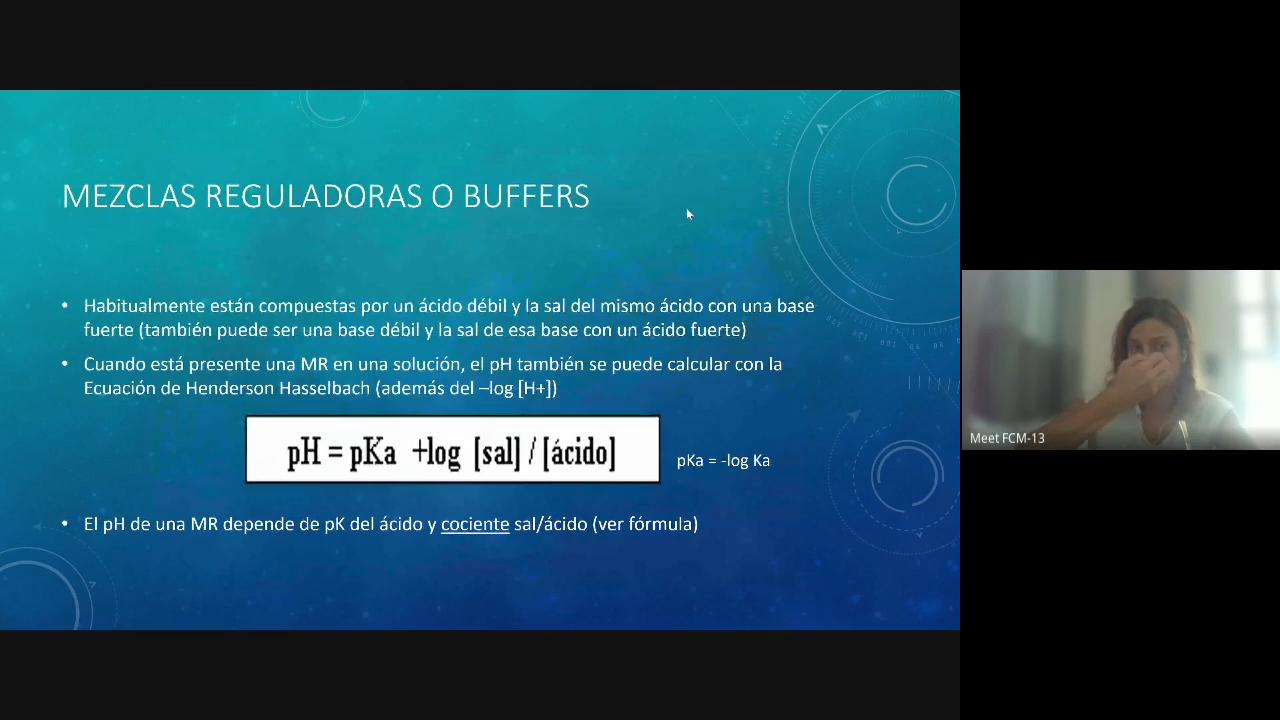 MEZCLAS REGULADORAS O BUFFERS
• Habitualmente están compuestas por un ácido débil y la sal del mismo ácido con una base
fuerte (también puede ser una base débil y la sal de esa base con un ácido fuerte)
• Cuando está presente una MR en una solución, el pH también se puede calcular con la
Ecuación de Henderson Hasselbach (además del –log [H+])
pH = pKa +log [sal] / [ácido]
pKa = -log Ka
• El pH de una MR depende de pK del ácido y cociente sal/ácido (ver fórmula)
Meet FCM-13